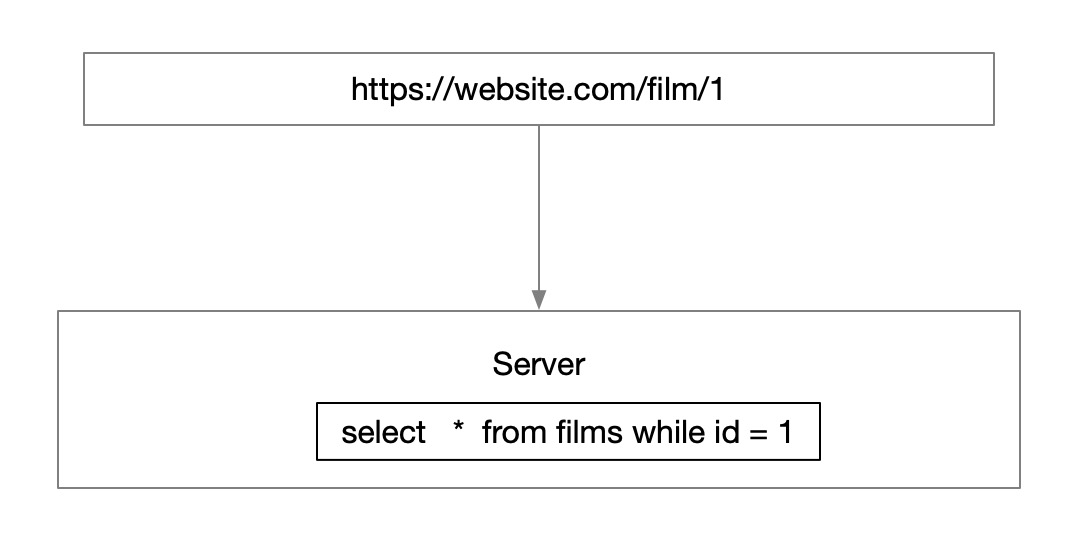 https://website.com/film/1
Server
select * from films while id = 1